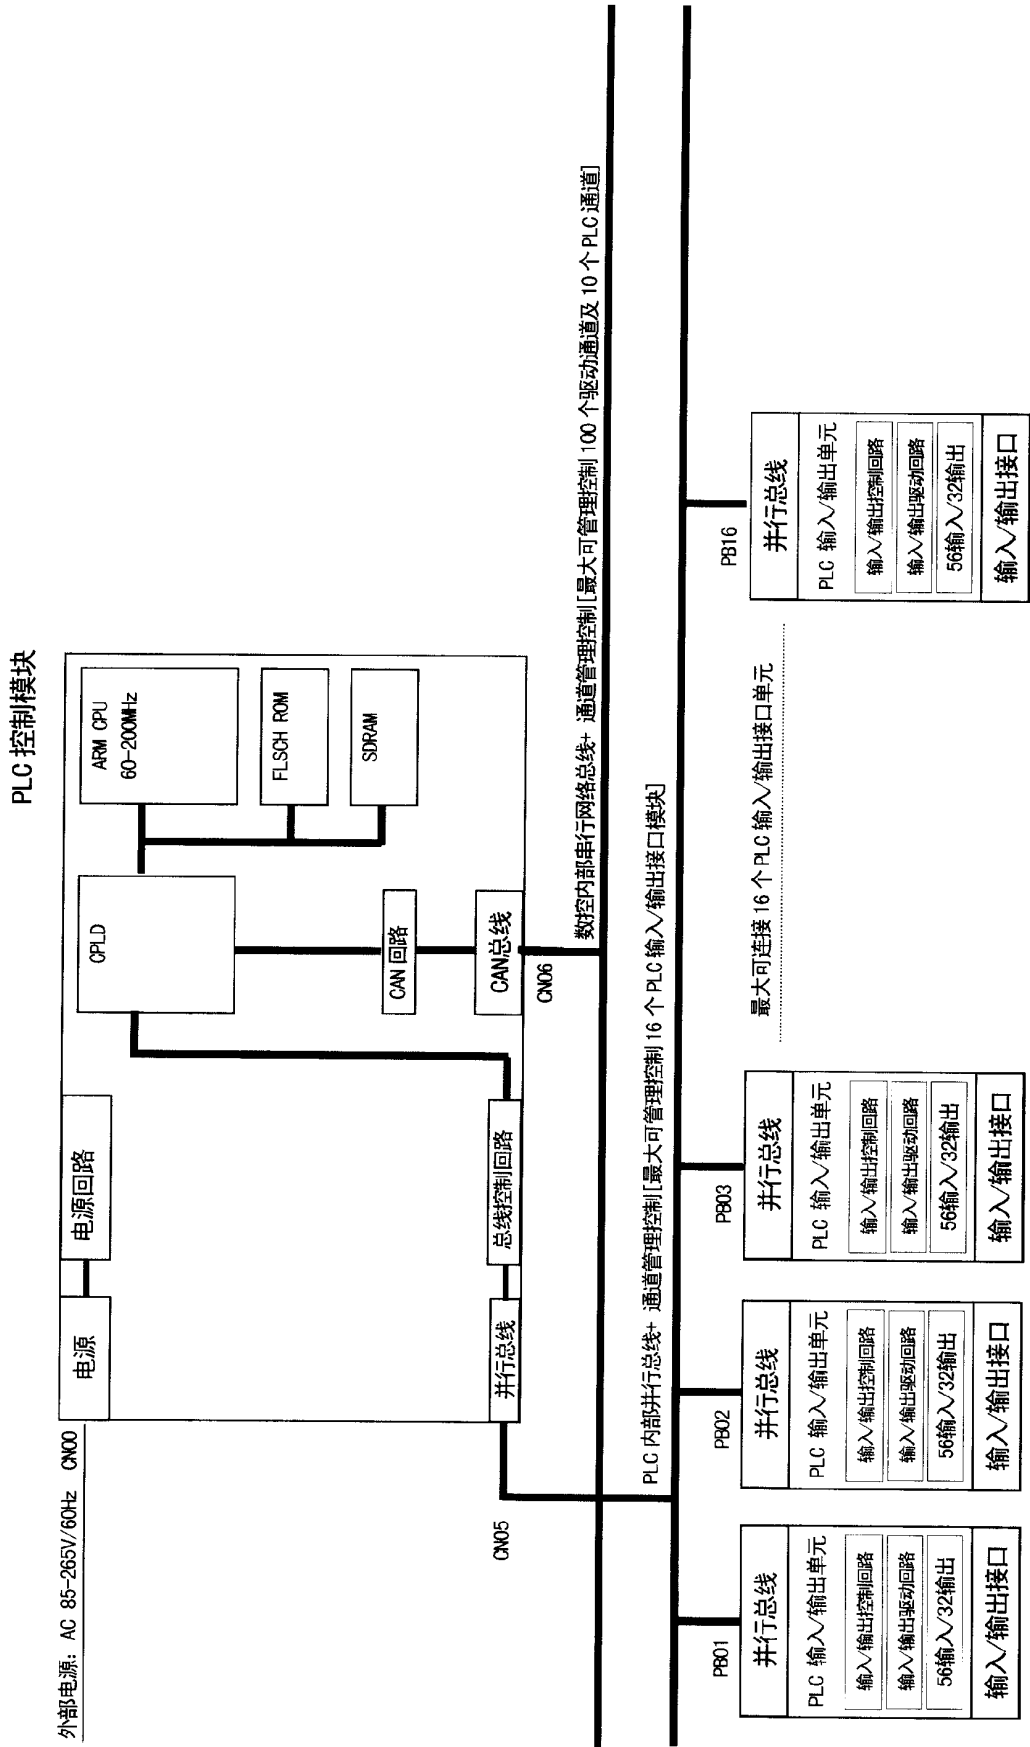 PLC 控制模块
外部电源: AC 85-265V/60Hz CN00
电源
电源回路
CPLD
ARM CPU
60-200MHz
FLSCH ROM
SDRAM
CAN 回路
CAN总线
并行总线
总线控制回路
CN05
CN06
数控内部串行网络总线+ 通道管理控制[最大可管理控制 100 个驱动通道及 10 个 PLC 通道]
PLC 内部并行总线+ 通道管理控制[最大可管理控制 16 个 PLC 输入/输出接口模块]
PB01
并行总线
PLC 输入/输出单元
输入/输出控制回路
输入/输出驱动回路
56输入/32输出
输入/输出接口
PB02
并行总线
PLC 输入/输出单元
输入/输出控制回路
输入/输出驱动回路
56输入/32输出
输入/输出接口
PB03
并行总线
PLC 输入/输出单元
输入/输出控制回路
输入/输出驱动回路
56输入/32输出
输入/输出接口
最大可连接 16 个 PLC 输入/输出接口单元
PB16
并行总线
PLC 输入/输出单元
输入/输出控制回路
输入/输出驱动回路
56输入/32输出
输入/输出接口